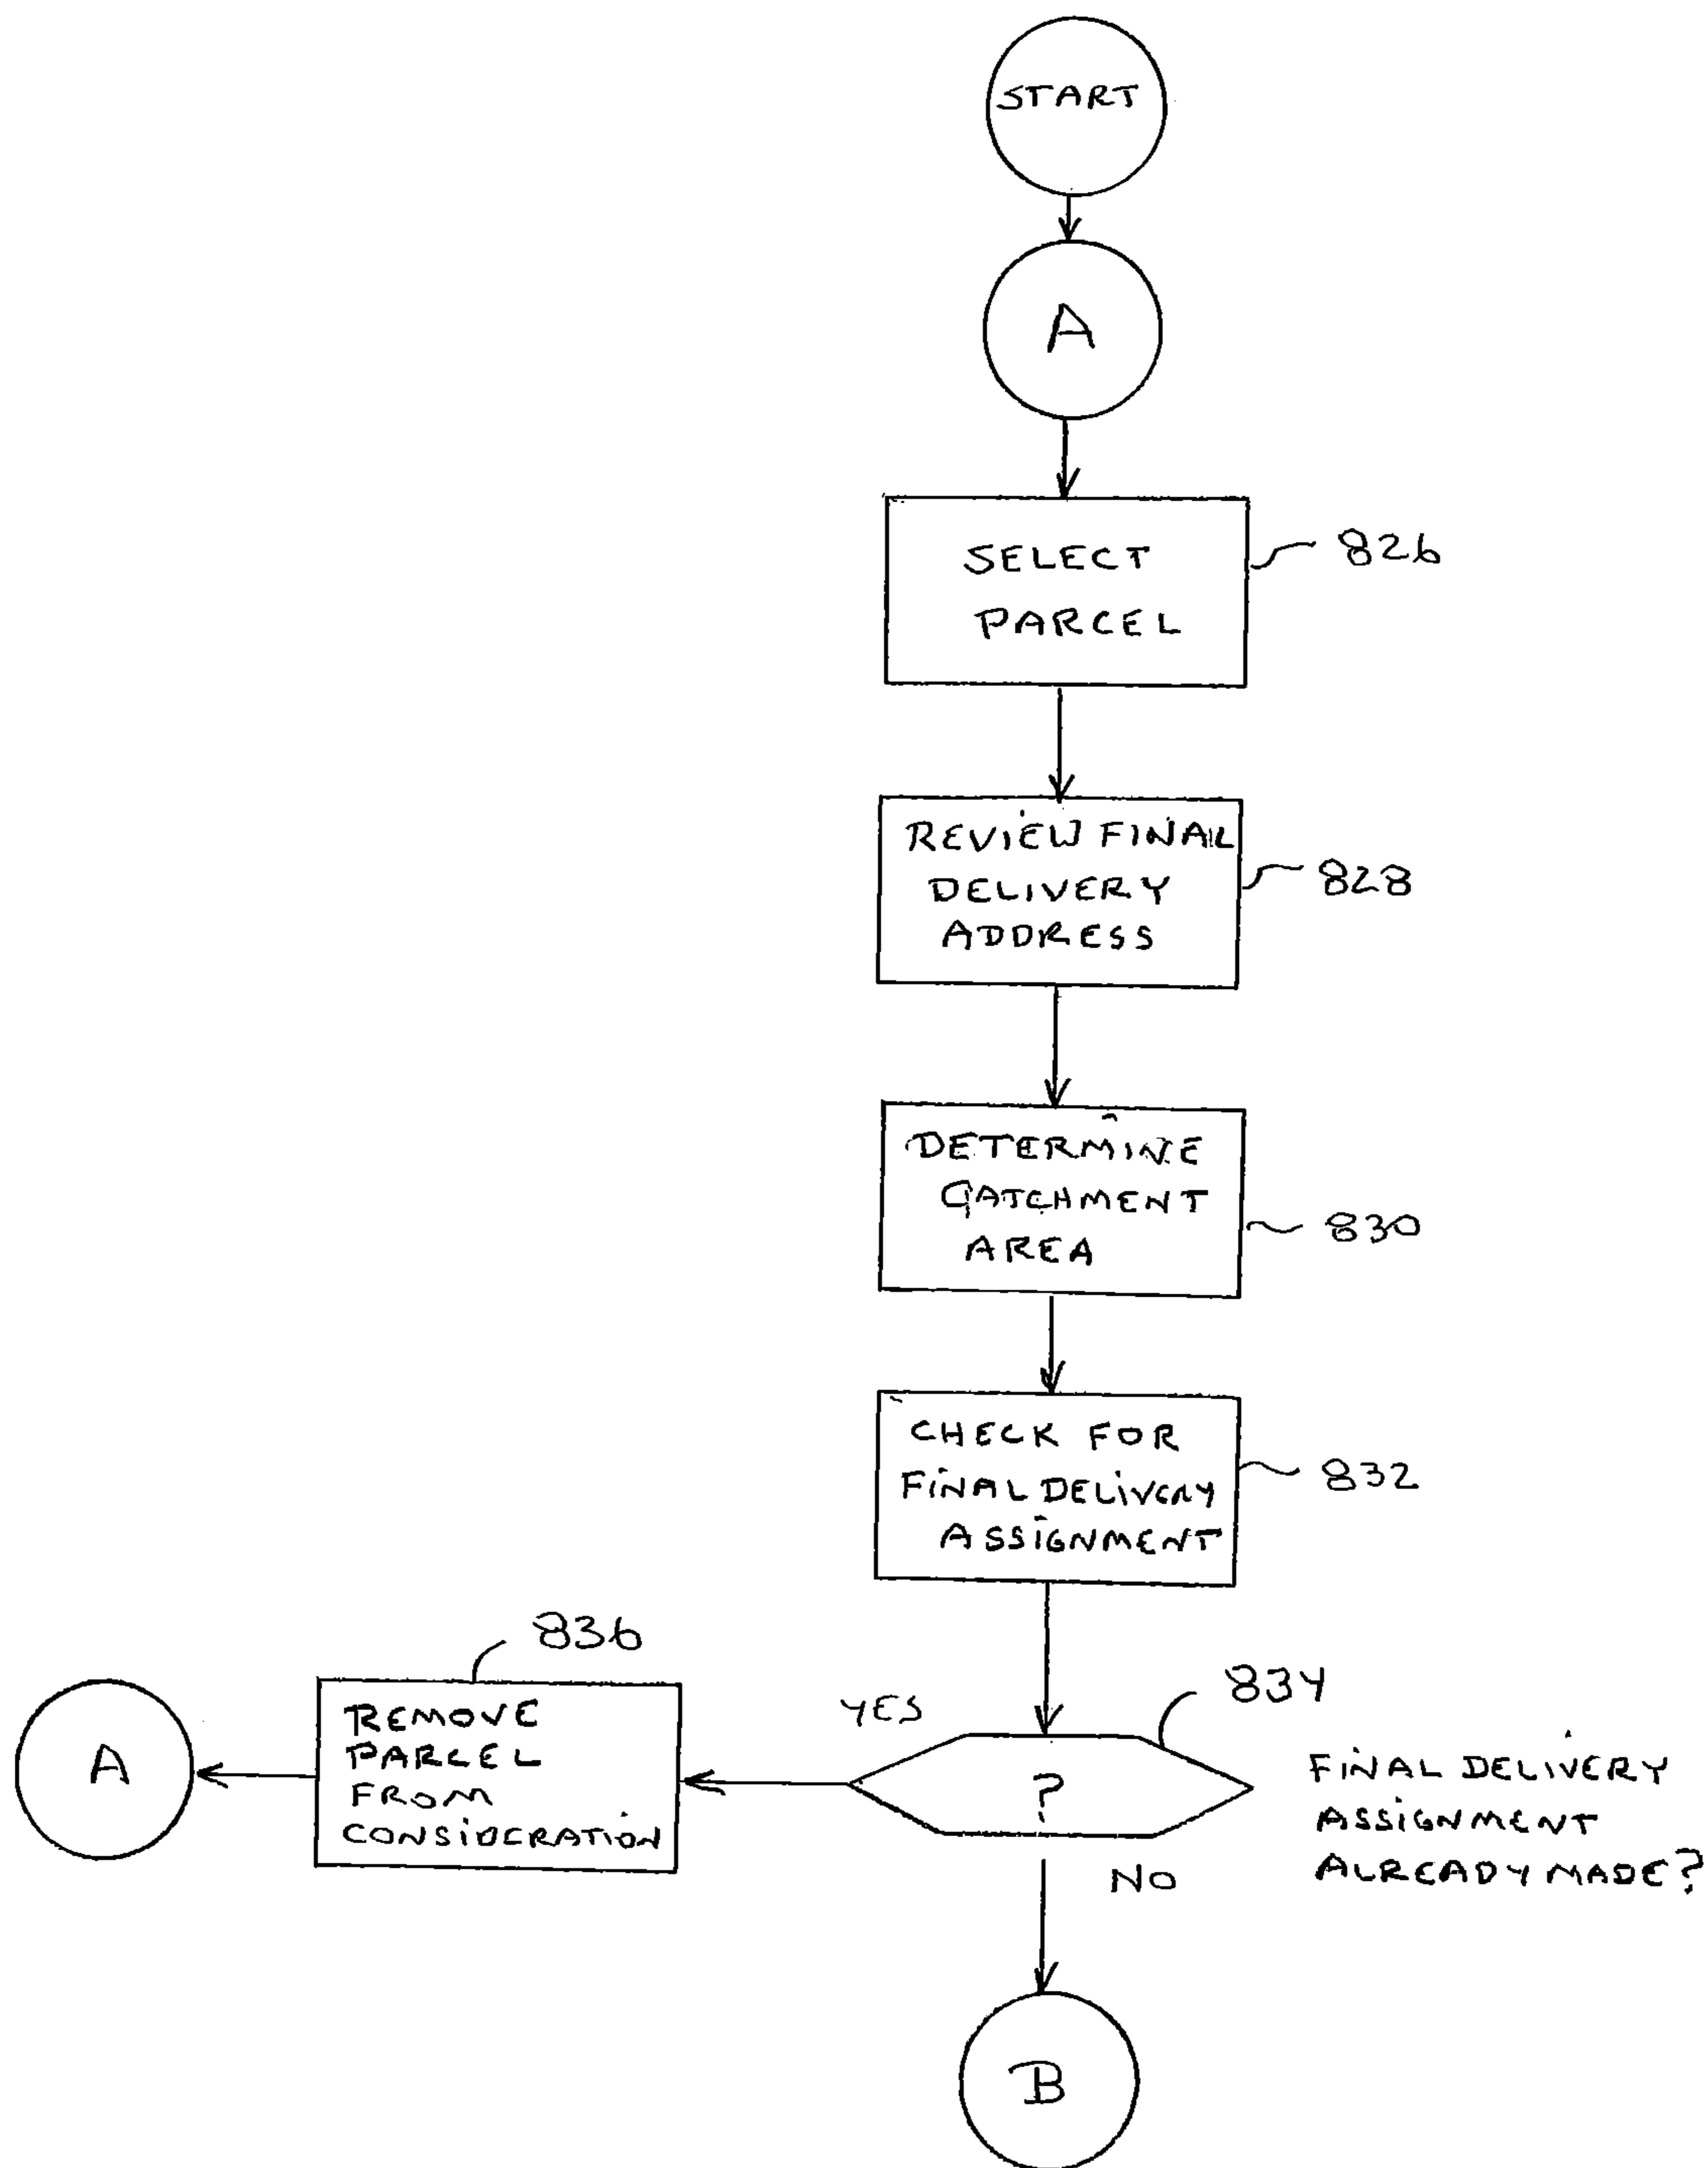 START
A
SELECT
PARCEL
826
REVIEW FINAL
DELIVERY
ADDRESS
828
DETERMINE
CATCHMENT
AREA
830
CHECK FOR
FINAL DELIVERY
ASSIGNMENT
832
836
REMOVE
PARCEL
FROM
CONSIDERATION
A
YES
834
?
FINAL DELIVERY
ASSIGNMENT
ALREADY MADE?
NO
B